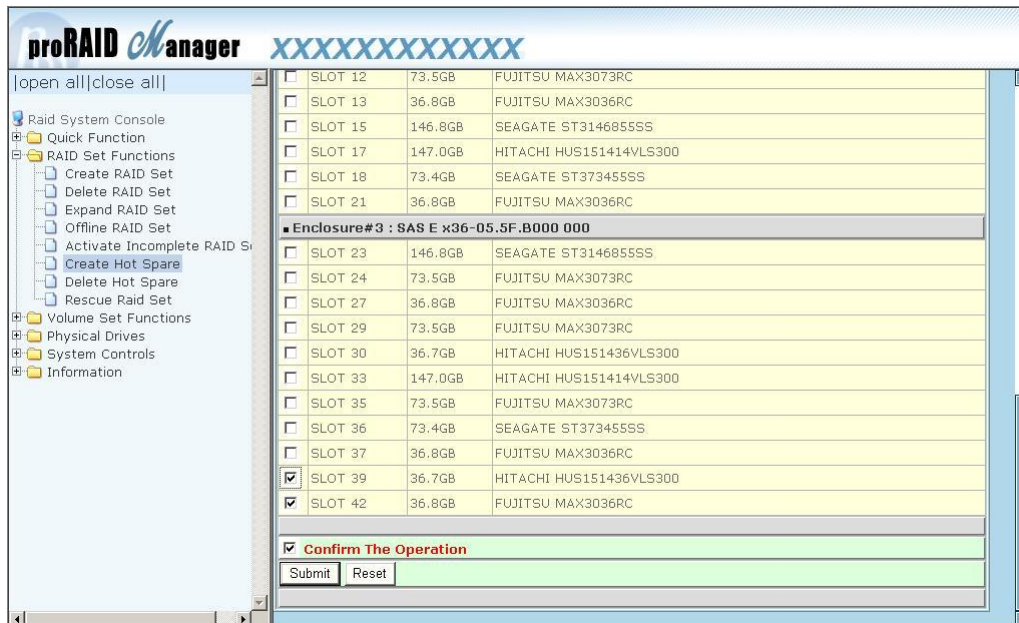 proRAID Manager XXXXXXXXXXXX
|open all|close all|
Raid System Console
Quick Function
RAID Set Functions
Create RAID Set
Delete RAID Set
Expand RAID Set
Offline RAID Set
Activate Incomplete RAID S
Create Hot Spare
Delete Hot Spare
Rescue Raid Set
Volume Set Functions
Physical Drives
System Controls
Information
SLOT 12 73.5GB FUJITSU MAX3073RC
SLOT 13 36.8GB FUJITSU MAX3036RC
SLOT 15 146.8GB SEAGATE ST3146855SS
SLOT 17 147.0GB HITACHI HUS151414VLS300
SLOT 18 73.4GB SEAGATE ST373455SS
SLOT 21 36.8GB FUJITSU MAX3036RC
Enclosure#3 : SAS E x36-05.5F.B000 000
SLOT 23 146.8GB SEAGATE ST3146855SS
SLOT 24 73.5GB FUJITSU MAX3073RC
SLOT 27 36.8GB FUJITSU MAX3036RC
SLOT 29 73.5GB FUJITSU MAX3073RC
SLOT 30 36.7GB HITACHI HUS151436VLS300
SLOT 33 147.0GB HITACHI HUS151414VLS300
SLOT 35 73.5GB FUJITSU MAX3073RC
SLOT 36 73.4GB SEAGATE ST373455SS
SLOT 37 36.8GB FUJITSU MAX3036RC
SLOT 39 36.7GB HITACHI HUS151436VLS300
SLOT 42 36.8GB FUJITSU MAX3036RC
Confirm The Operation
Submit Reset